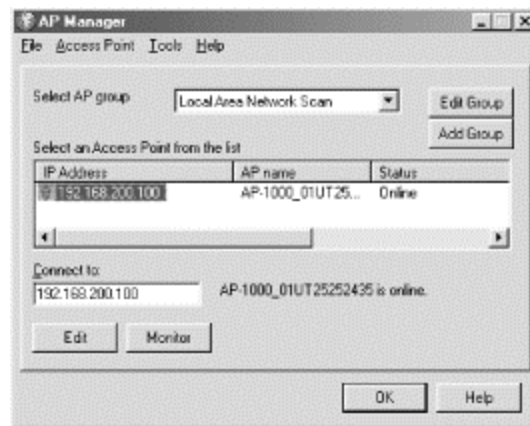 AP Manager
File Access Point Tools Help
Select AP group
Local Area Network Scan
Edit Group
Add Group
Select an Access Point from the list
IP Address AP name Status
192.168.200.100 AP-1000_01UT25... Online
Connect to:
192.168.200.100
AP-1000_01UT25252435 is online.
Edit Monitor
OK Help